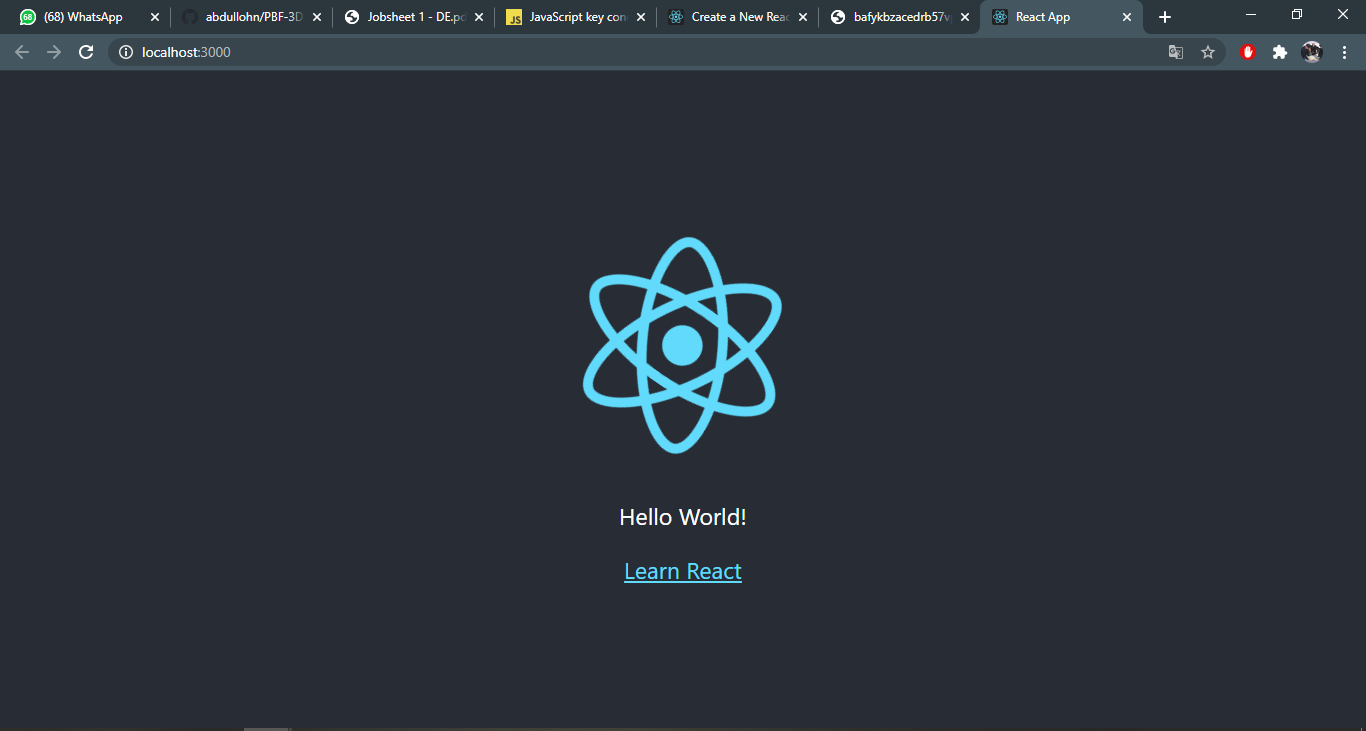 (68) WhatsApp
abdullohn/PBF-3D
Jobsheet 1 - DE.pd
JS
JavaScript key con
Create a New Reac
bafykbzacedrb57v
React App
localhost:3000
Hello World!
Learn React